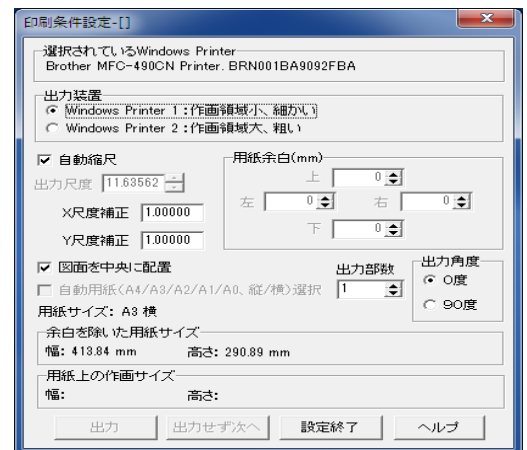 印刷条件設定-[]
選択されているWindows Printer
Brother MFC-490CN Printer. BRN001BA9092FBA
出力装置
Windows Printer 1:作画領域小、細かい
Windows Printer 2:作画領域大、粗い
自動縮尺
出力尺度 11.63562
X尺度補正 1.00000
Y尺度補正 1.00000
用紙余白(mm)
上 0
左 0 右 0
下 0
図面を中央に配置
自動用紙(A4/A3/A2/A1/A0、縦/横)選択
出力部数
1
出力角度
0度
90度
用紙サイズ: A3 横
余白を除いた用紙サイズ
幅: 413.84 mm 高さ: 290.89 mm
用紙上の作画サイズ
幅: 高さ:
出力 出力せず次へ 設定終了 ヘルプ